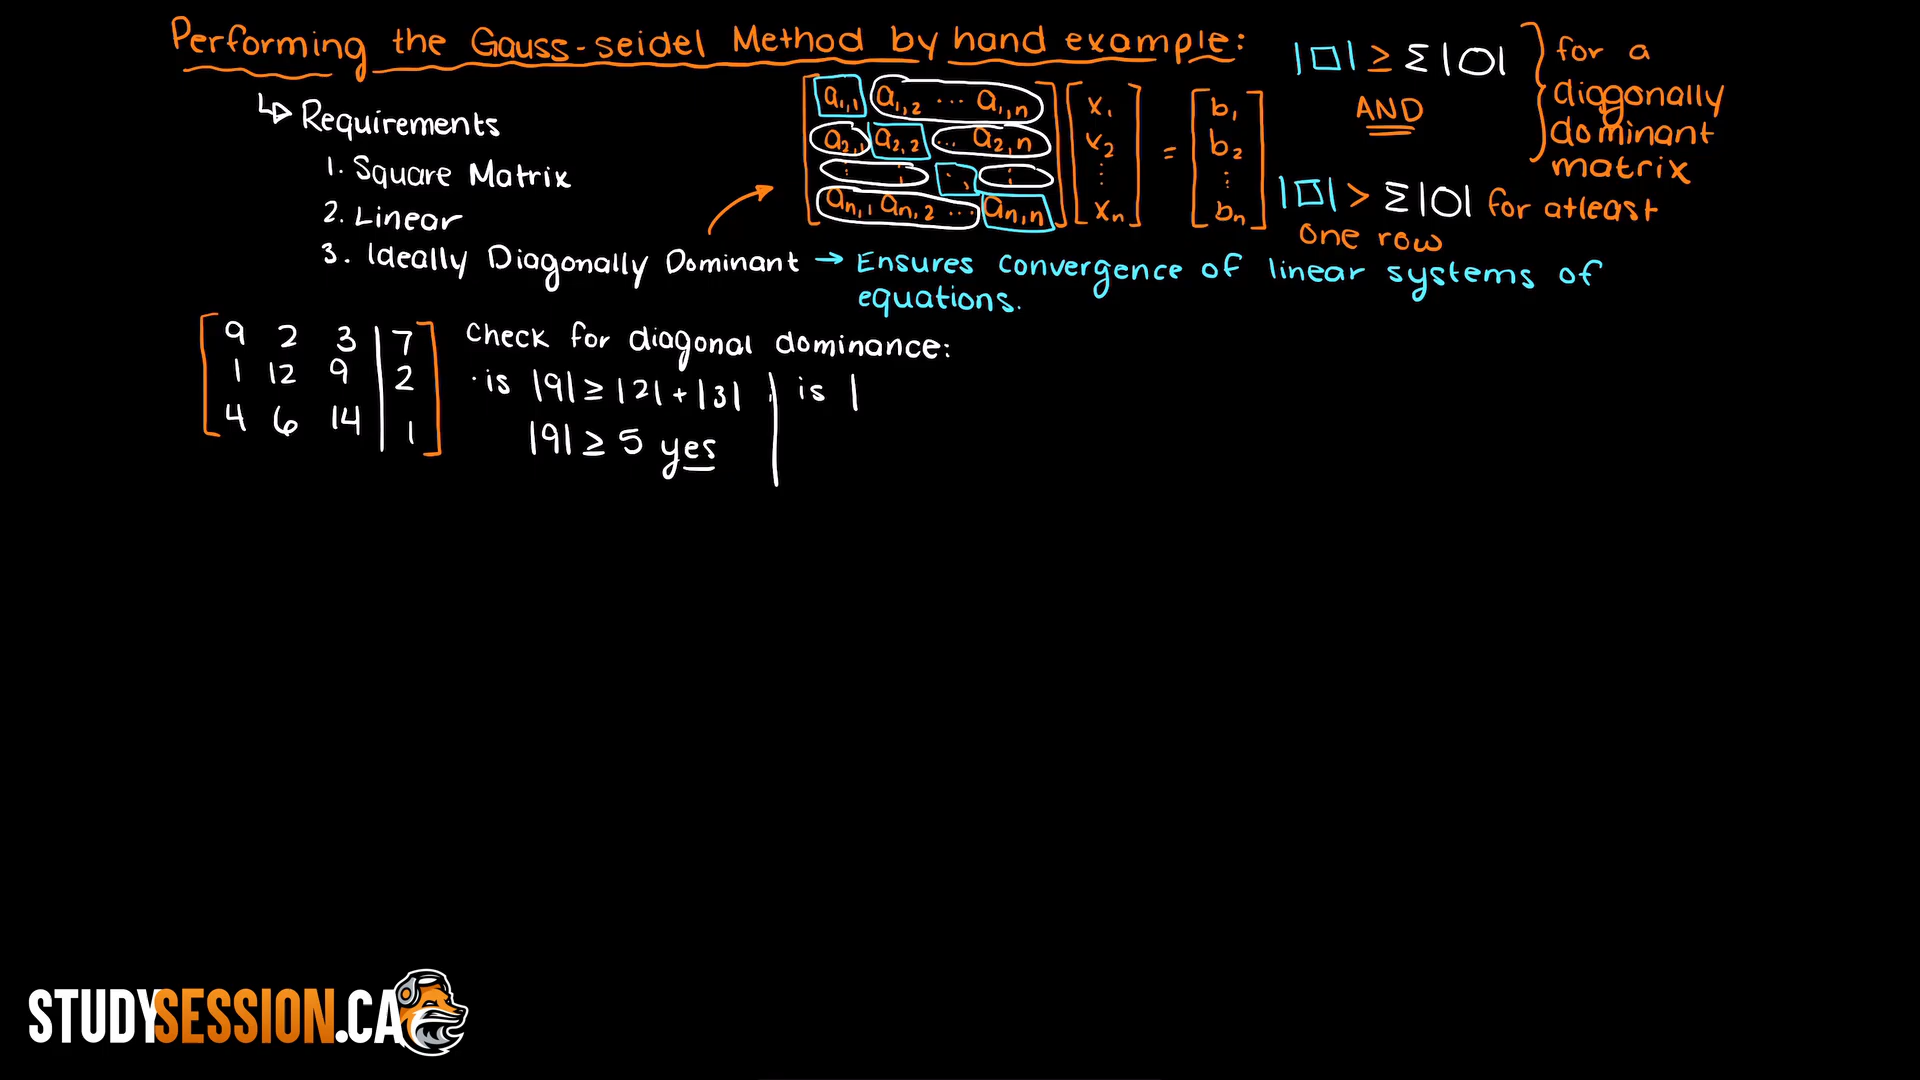 Performing the Gauss-seidel Method by hand example:
↳ Requirements
1. Square Matrix
2. Linear
3. Ideally Diagonally Dominant → Ensures convergence of linear systems of
equations.
a1,1 a1,2 ... a1,n
a2,1 a2,2 ... a2,n
⋮ ⋮ ⋱ ⋮
an,1 an,2 ... an,n
x1
x2
⋮
xn
=
b1
b2
⋮
bn
|□| ≥ Σ|O|
AND
|□| > Σ|O| for atleast
one row
for a
diagonally
dominant
matrix
9 2 3 | 7
1 12 9 | 2
4 6 14 | 1
Check for diagonal dominance:
· is |9| ≥ |2| + |3|
|9| ≥ 5 yes
is |
STUDYSESSION.CA